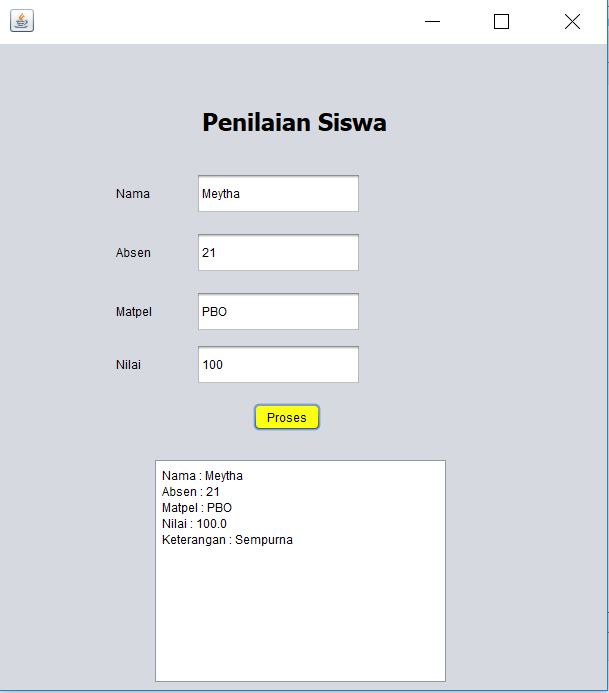 Penilaian Siswa
Nama Meytha
Absen 21
Matpel PBO
Nilai 100
Proses
Nama : Meytha
Absen : 21
Matpel : PBO
Nilai : 100.0
Keterangan : Sempurna